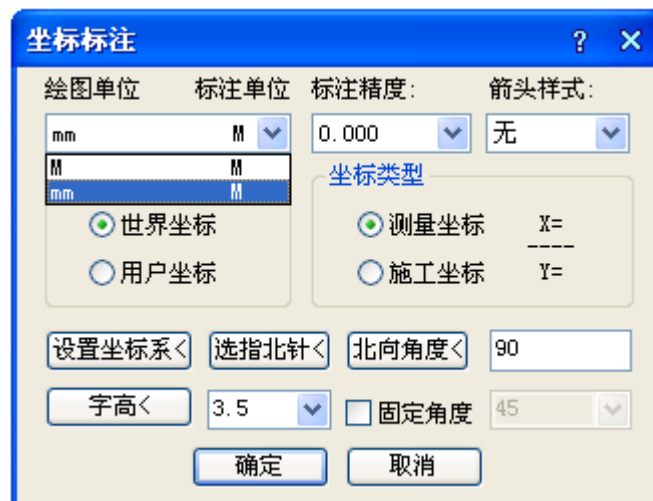 坐标标注
绘图单位 标注单位 标注精度: 箭头样式:
mm M 0.000 无
M M
mm M
坐标类型
世界坐标 测量坐标 X=
----
用户坐标 施工坐标 Y=
设置坐标系< 选指北针< 北向角度< 90
字高< 3.5 固定角度 45
确定 取消